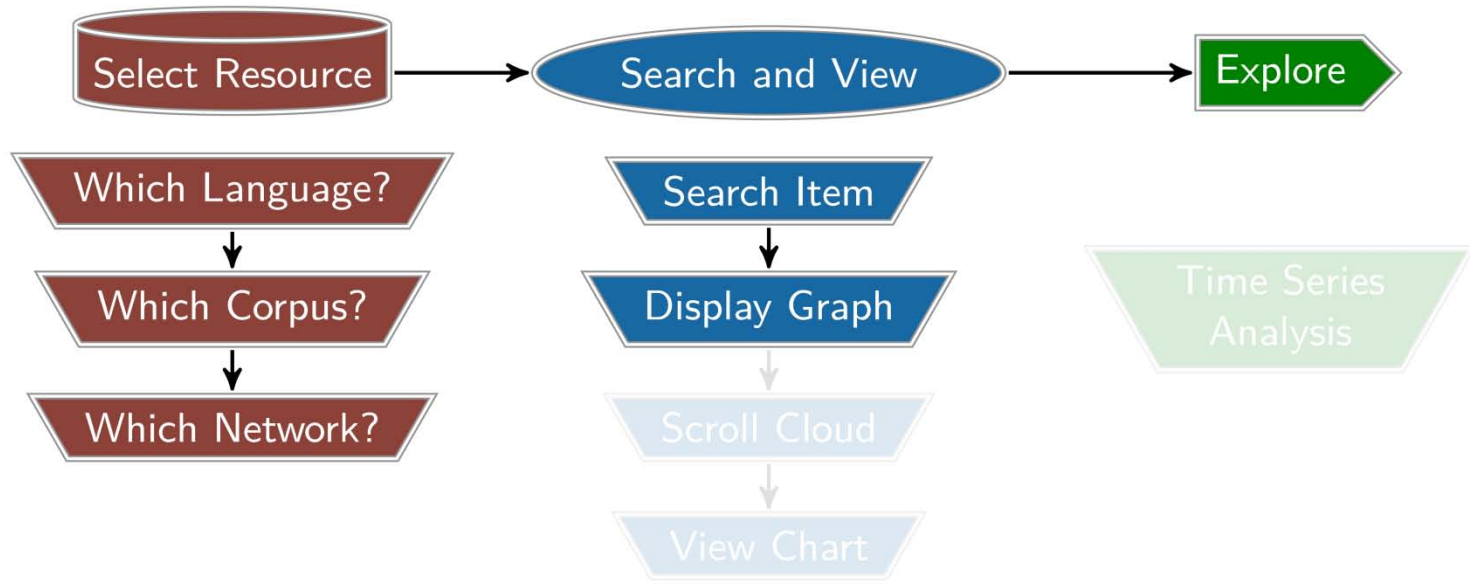 Select Resource
Search and View
Explore
Which Language?
Search Item
Which Corpus?
Display Graph
Time Series
Analysis
Which Network?
Scroll Cloud
View Chart